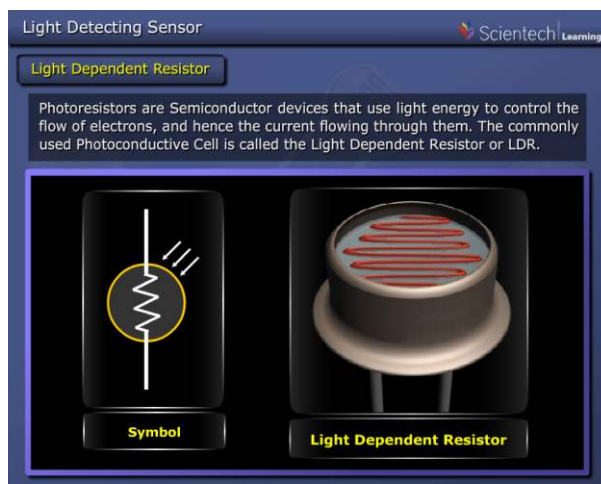 Light Detecting Sensor
Scientech Learning
Light Dependent Resistor
Photoresistors are Semiconductor devices that use light energy to control the
flow of electrons, and hence the current flowing through them. The commonly
used Photoconductive Cell is called the Light Dependent Resistor or LDR.
Symbol
Light Dependent Resistor